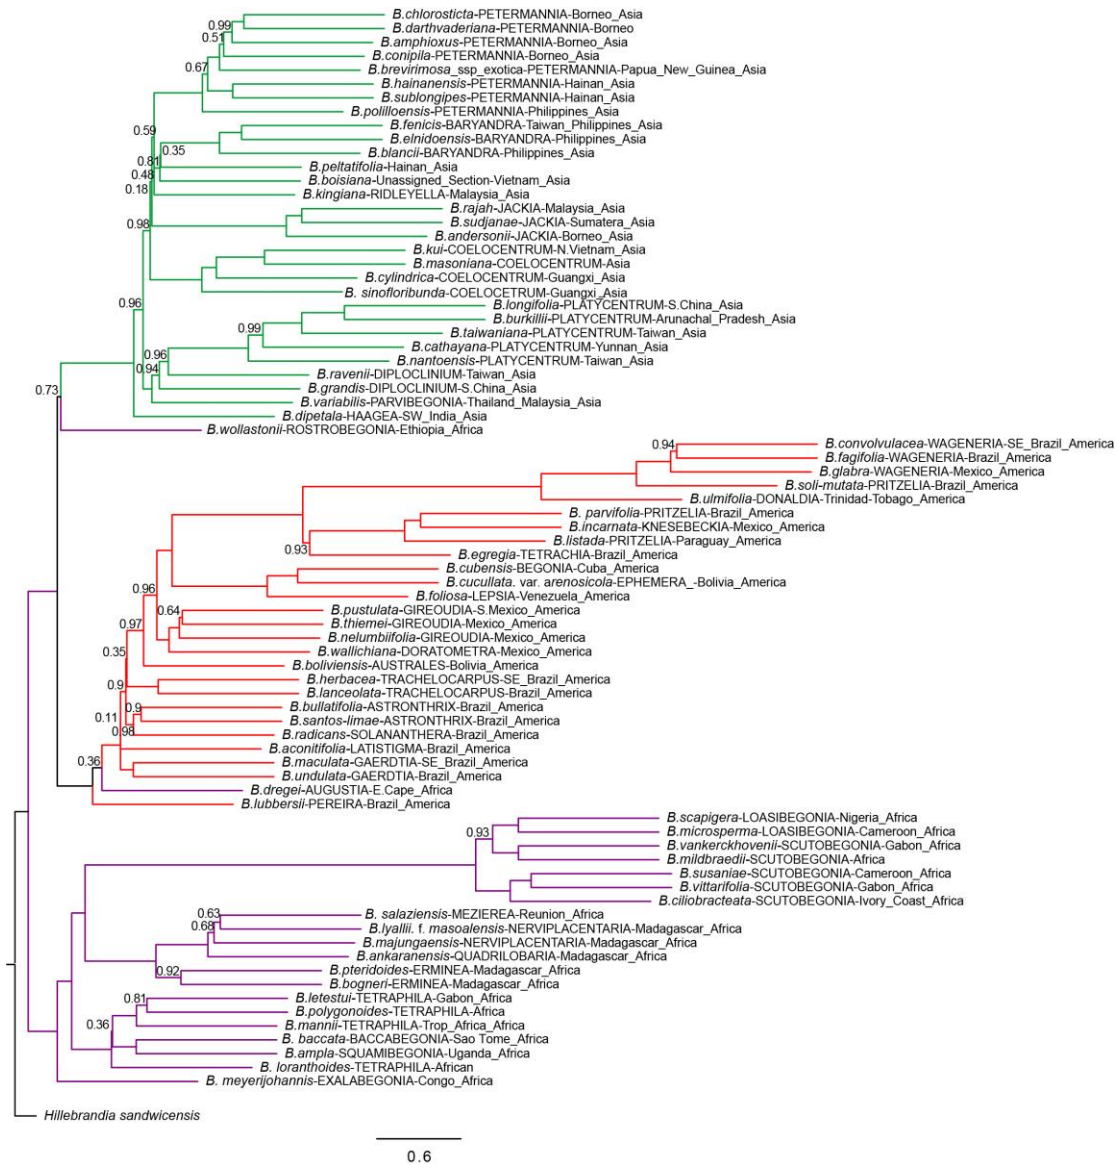 B.chlorosticta-PETERMANNIA-Borneo_Asia
0.99
B.darthvaderiana-PETERMANNIA-Borneo
0.51
B.amphioxus-PETERMANNIA-Borneo_Asia
B.conipila-PETERMANNIA-Borneo_Asia
0.67
B.brevirimosa_ssp_exotica-PETERMANNIA-Papua_New_Guinea_Asia
B.hainanensis-PETERMANNIA-Hainan_Asia
B.sublongipes-PETERMANNIA-Hainan_Asia
B.polilloensis-PETERMANNIA-Philippines_Asia
B.fenicis-BARYANDRA-Taiwan_Philippines_Asia
0.59
B.elnidoensis-BARYANDRA-Philippines_Asia
0.35
B.blancii-BARYANDRA-Philippines_Asia
0.81
B.peltatifolia-Hainan_Asia
0.48
B.boisiana-Unassigned_Section-Vietnam_Asia
0.18
B.kingiana-RIDLEYELLA-Malaysia_Asia
B.rajah-JACKIA-Malaysia_Asia
0.98
B.sudjanae-JACKIA-Sumatera_Asia
B.andersonii-JACKIA-Borneo_Asia
B.kui-COELOCENTRUM-N.Vietnam_Asia
B.masoniana-COELOCENTRUM-Asia
B.cylindrica-COELOCENTRUM-Guangxi_Asia
B. sinofloribunda-COELOCETRUM-Guangxi_Asia
0.96
B.longifolia-PLATYCENTRUM-S.China_Asia
B.burkillii-PLATYCENTRUM-Arunachal_Pradesh_Asia
0.99
B.taiwaniana-PLATYCENTRUM-Taiwan_Asia
B.cathayana-PLATYCENTRUM-Yunnan_Asia
0.96
B.nantoensis-PLATYCENTRUM-Taiwan_Asia
0.94
B.ravenii-DIPLOCLINIUM-Taiwan_Asia
B.grandis-DIPLOCLINIUM-S.China_Asia
0.73
B.variabilis-PARVIBEGONIA-Thailand_Malaysia_Asia
B.dipetala-HAAGEA-SW_India_Asia
B.wollastonii-ROSTROBEGONIA-Ethiopia_Africa
0.94
B.convolvulacea-WAGENERIA-SE_Brazil_America
B.fagifolia-WAGENERIA-Brazil_America
B.glabra-WAGENERIA-Mexico_America
B.soli-mutata-PRITZELIA-Brazil_America
B.ulmifolia-DONALDIA-Trinidad-Tobago_America
B. parvifolia-PRITZELIA-Brazil_America
B.incarnata-KNESEBECKIA-Mexico_America
B.listada-PRITZELIA-Paraguay_America
0.93
B.egregia-TETRACHIA-Brazil_America
B.cubensis-BEGONIA-Cuba_America
B.cucullata. var. arenosicola-EPHEMERA_-Bolivia_America
0.96
B.foliosa-LEPSIA-Venezuela_America
0.64
B.pustulata-GIREOUDIA-S.Mexico_America
0.97
B.thiemei-GIREOUDIA-Mexico_America
B.nelumbiifolia-GIREOUDIA-Mexico_America
0.35
B.wallichiana-DORATOMETRA-Mexico_America
B.boliviensis-AUSTRALES-Bolivia_America
0.9
B.herbacea-TRACHELOCARPUS-SE_Brazil_America
B.lanceolata-TRACHELOCARPUS-Brazil_America
0.9
B.bullatifolia-ASTRONTHRIX-Brazil_America
0.11
B.santos-limae-ASTRONTHRIX-Brazil_America
0.98
B.radicans-SOLANANTHERA-Brazil_America
B.aconitifolia-LATISTIGMA-Brazil_America
0.36
B.maculata-GAERDTIA-SE_Brazil_America
B.undulata-GAERDTIA-Brazil_America
B.dregei-AUGUSTIA-E.Cape_Africa
B.lubbersii-PEREIRA-Brazil_America
B.scapigera-LOASIBEGONIA-Nigeria_Africa
0.93
B.microsperma-LOASIBEGONIA-Cameroon_Africa
B.vankerckhovenii-SCUTOBEGONIA-Gabon_Africa
B.mildbraedii-SCUTOBEGONIA-Africa
B.susaniae-SCUTOBEGONIA-Cameroon_Africa
B.vittarifolia-SCUTOBEGONIA-Gabon_Africa
B.ciliobracteata-SCUTOBEGONIA-Ivory_Coast_Africa
0.63
B. salaziensis-MEZIEREA-Reunion_Africa
0.68
B.lyallii. f. masoalensis-NERVIPLACENTARIA-Madagascar_Africa
B.majungaensis-NERVIPLACENTARIA-Madagascar_Africa
B.ankaranensis-QUADRILOBARIA-Madagascar_Africa
0.92
B.pteridoides-ERMINEA-Madagascar_Africa
B.bogneri-ERMINEA-Madagascar_Africa
0.81
B.letestui-TETRAPHILA-Gabon_Africa
B.polygonoides-TETRAPHILA-Africa
0.36
B.mannii-TETRAPHILA-Trop_Africa_Africa
B. baccata-BACCABEGONIA-Sao Tome_Africa
B.ampla-SQUAMIBEGONIA-Uganda_Africa
B. loranthoides-TETRAPHILA-African
B. meyerijohannis-EXALABEGONIA-Congo_Africa
Hillebrandia sandwicensis
0.6